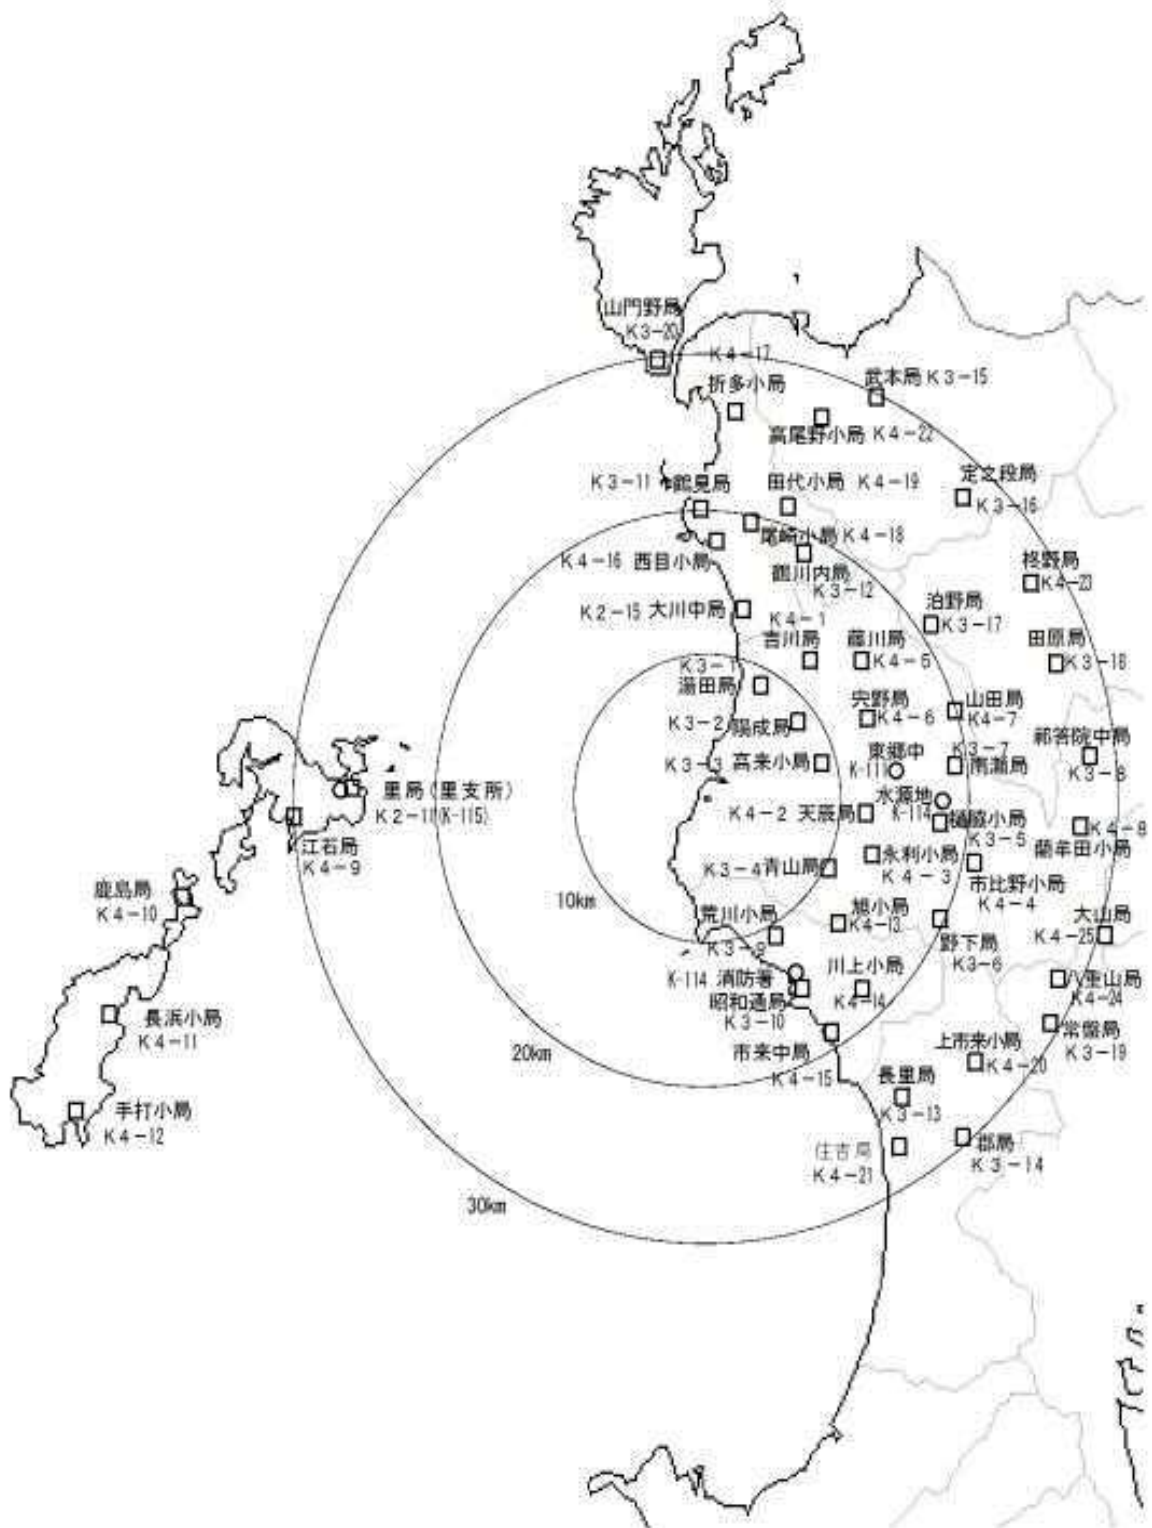 山門野局
K3-20
K4-17
折多小局
武本局 K3-15
高尾野小局 K4-22
K3-11 鶴見局
田代小局 K4-19
定之段局
K3-16
尾崎小局 K4-18
K4-16 西目小局
鶴川内局
K3-12
柊野局
K4-23
K2-15 大川中局
K4-1
吉川局
藤川局
K4-5
泊野局
K3-17
田原局
K3-18
K3-1
湯田局
宍野局
K4-6
山田局
K4-7
K3-2 陽成局
東郷中
K-111
K3-7
南瀬局
祁答院中局
K3-8
K3-3 高来小局
里局(里支所)
K2-11(K-115)
水源地
K-114
K4-2 天辰局
樋脇小局
K3-5
K4-8
藺牟田小局
江石局
K4-9
K3-4 青山局
永利小局
K4-3
市比野小局
K4-4
鹿島局
K4-10
10km
荒川小局
K3-9
旭小局
K4-13
野下局
K3-6
大山局
K4-25
K-114 消防署
昭和通局
K3-10
川上小局
K4-14
八重山局
K4-24
長浜小局
K4-11
常盤局
K3-19
20km
市来中局
K4-15
上市来小局
K4-20
長里局
K3-13
手打小局
K4-12
住吉局
K4-21
郡局
K3-14
30km